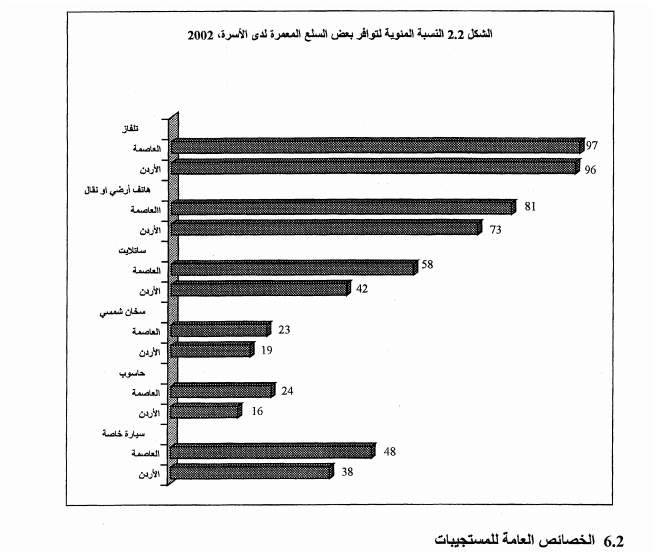 الشكل 2.2 النسبة المئوية لتوافر بعض السلع المعمرة لدى الأسرة، 2002
تلفاز
العاصمة 97
الأردن 96
هاتف أرضي او نقال
االعاصمة 81
الأردن 73
ساتلايت
العاصمة 58
الأردن 42
سخان شمسي
العاصمة 23
الأردن 19
حاسوب
العاصمة 24
الأردن 16
سيارة خاصة
العاصمة 48
الأردن 38
6.2 الخصائص العامة للمستجيبات